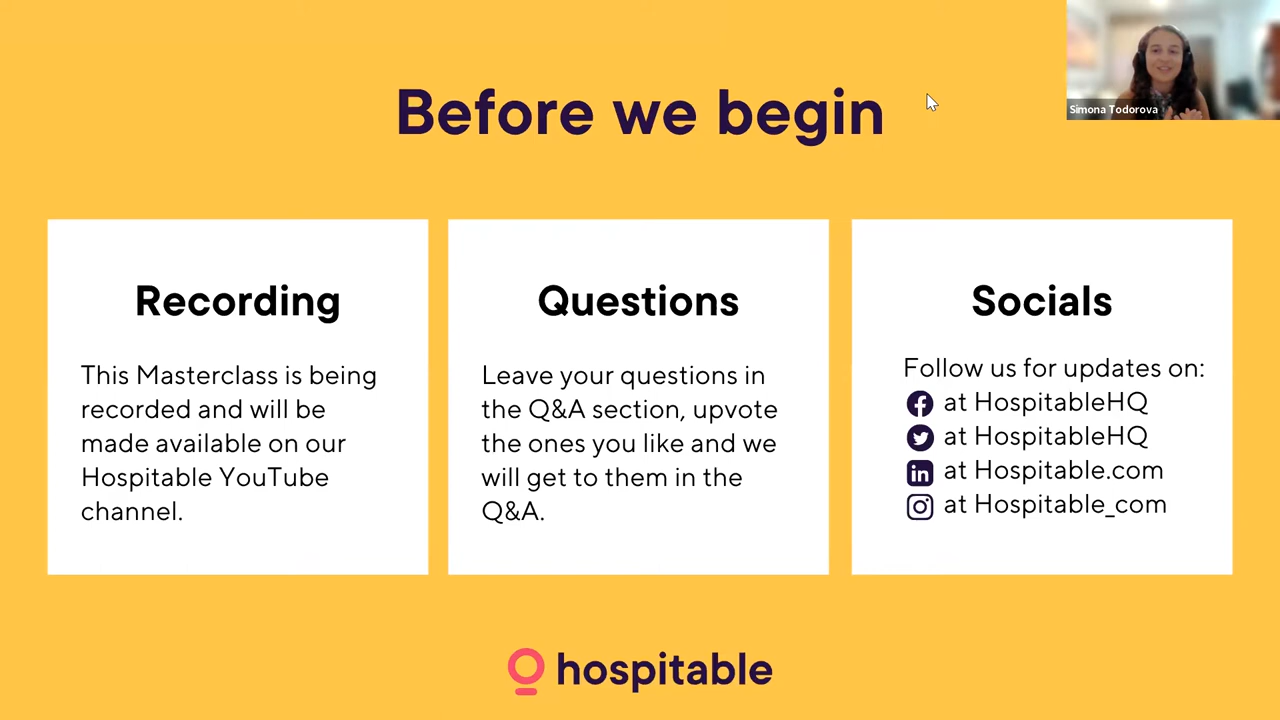 Before we begin
Simona Todorova
Recording
This Masterclass is being
recorded and will be
made available on our
Hospitable YouTube
channel.
Questions
Leave your questions in
the Q&A section, upvote
the ones you like and we
will get to them in the
Q&A.
Socials
Follow us for updates on:
at HospitableHQ
at HospitableHQ
at Hospitable.com
at Hospitable_com
hospitable